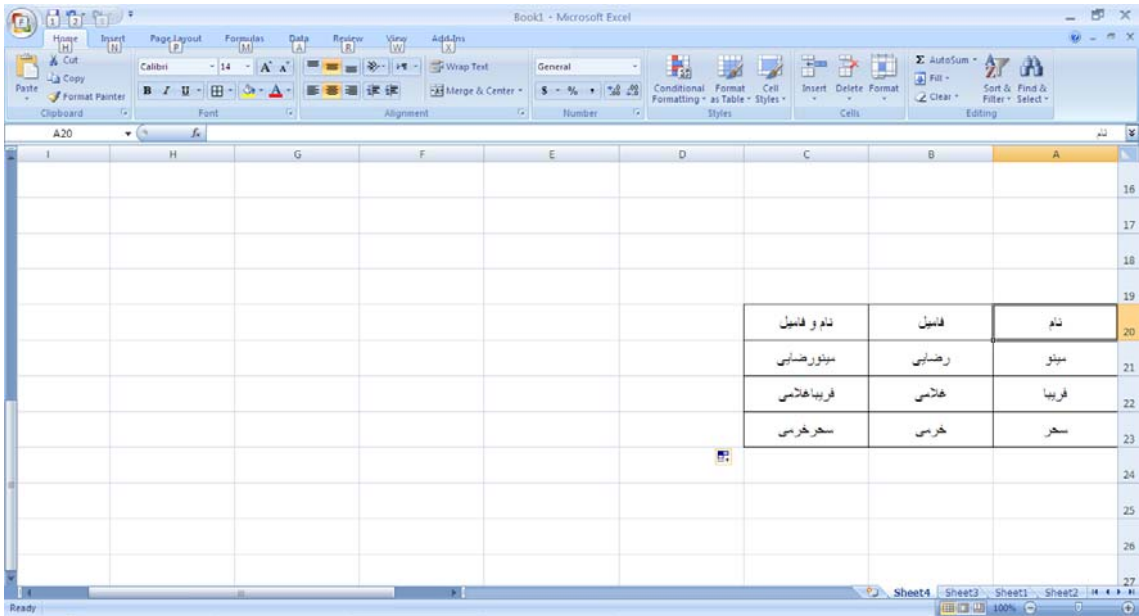 Book1 - Microsoft Excel
1 2
Home Insert Page Layout Formulas Data Review View Add-Ins
F H N P M A R W X
Paste Cut Copy Format Painter
Calibri 14 A A Wrap Text General
B I U A Merge & Center $ % ,
Conditional Formatting Format as Table Cell Styles Insert Delete Format
Σ AutoSum Fill Clear Sort & Filter Find & Select
Clipboard Font Alignment Number Styles Cells Editing
A20 fx نام
I H G F E D C B A
16
17
18
19
نام فامیل نام و فامیل 20
مینو رضایی مینورضایی 21
فریبا غلامی فریباغلامی 22
سحر خرمی سحرخرمی 23
24
25
26
27
Sheet4 Sheet3 Sheet1 Sheet2
Ready 100%